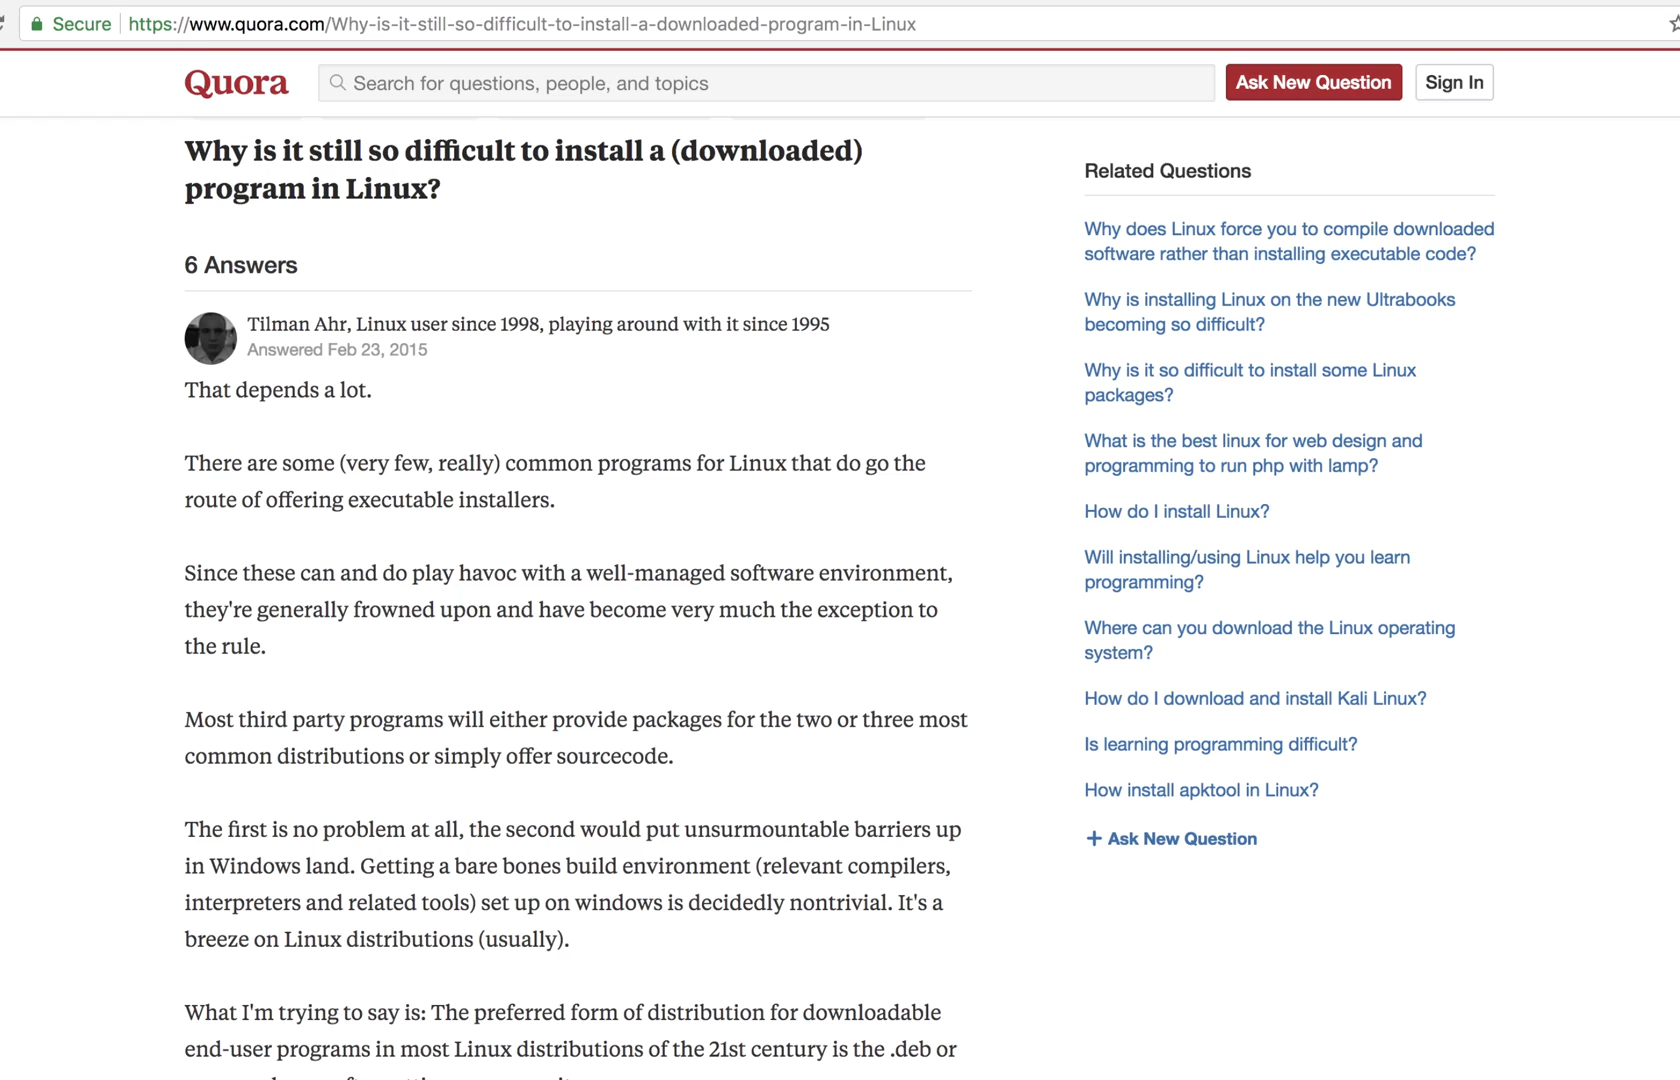 Secure https://www.quora.com/Why-is-it-still-so-difficult-to-install-a-downloaded-program-in-Linux
Quora
Search for questions, people, and topics
Ask New Question
Sign In
Why is it still so difficult to install a (downloaded)
program in Linux?
6 Answers
Tilman Ahr, Linux user since 1998, playing around with it since 1995
Answered Feb 23, 2015
That depends a lot.
There are some (very few, really) common programs for Linux that do go the
route of offering executable installers.
Since these can and do play havoc with a well-managed software environment,
they're generally frowned upon and have become very much the exception to
the rule.
Most third party programs will either provide packages for the two or three most
common distributions or simply offer sourcecode.
The first is no problem at all, the second would put unsurmountable barriers up
in Windows land. Getting a bare bones build environment (relevant compilers,
interpreters and related tools) set up on windows is decidedly nontrivial. It's a
breeze on Linux distributions (usually).
What I'm trying to say is: The preferred form of distribution for downloadable
end-user programs in most Linux distributions of the 21st century is the .deb or
Related Questions
Why does Linux force you to compile downloaded
software rather than installing executable code?
Why is installing Linux on the new Ultrabooks
becoming so difficult?
Why is it so difficult to install some Linux
packages?
What is the best linux for web design and
programming to run php with lamp?
How do I install Linux?
Will installing/using Linux help you learn
programming?
Where can you download the Linux operating
system?
How do I download and install Kali Linux?
Is learning programming difficult?
How install apktool in Linux?
+ Ask New Question